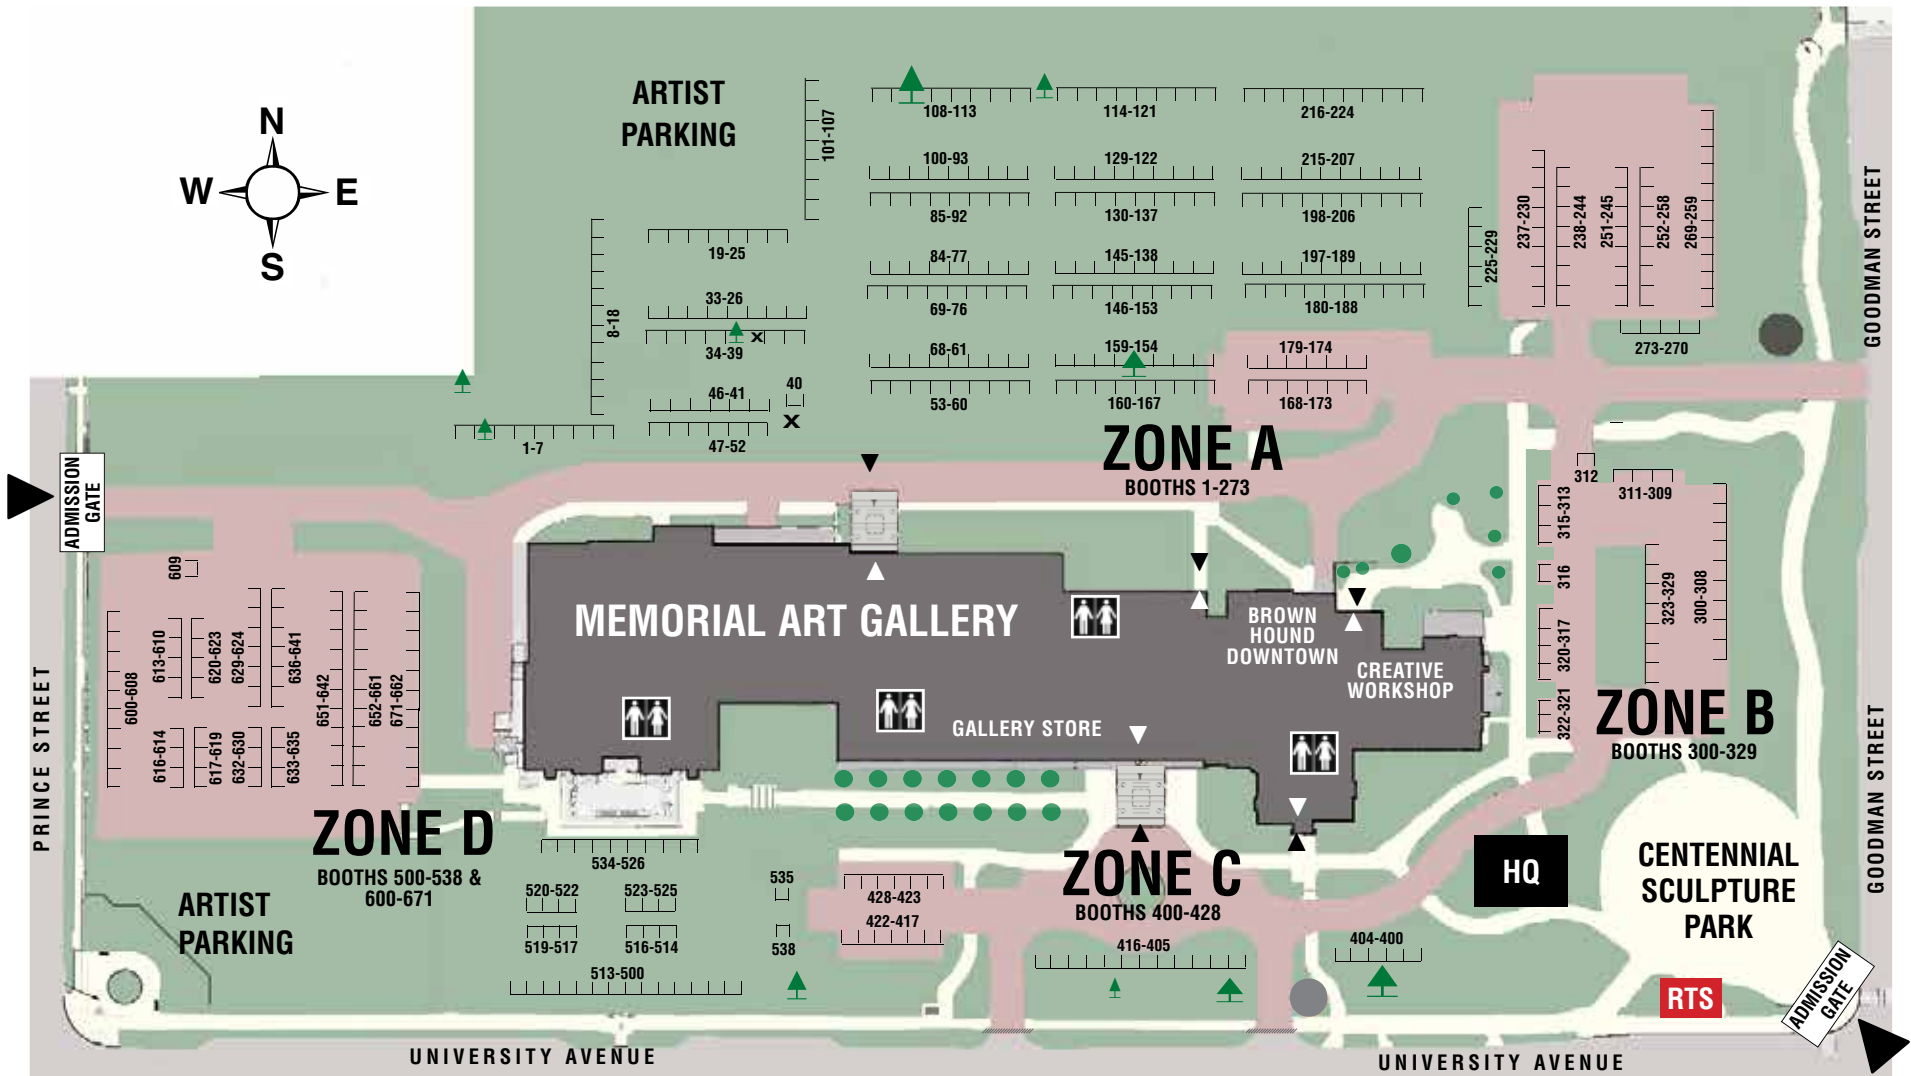 N
W
E
S
ARTIST
PARKING
101-107
108-113
114-121
216-224
100-93
129-122
215-207
85-92
130-137
198-206
84-77
145-138
197-189
69-76
146-153
180-188
68-61
159-154
179-174
53-60
160-167
168-173
19-25
33-26
X
34-39
8-18
46-41
40
X
47-52
1-7
225-229
237-230
238-244
251-245
252-258
269-259
273-270
GOODMAN STREET
ZONE A
BOOTHS 1-273
ADMISSION
GATE
312
311-309
315-313
316
320-317
322-321
323-329
300-308
ZONE B
BOOTHS 300-329
GOODMAN STREET
MEMORIAL ART GALLERY
BROWN
HOUND
DOWNTOWN
CREATIVE
WORKSHOP
GALLERY STORE
609
600-608
613-610
620-623
629-624
636-641
651-642
652-661
671-662
616-614
617-619
632-630
633-635
PRINCE STREET
ZONE D
BOOTHS 500-538 &
600-671
ARTIST
PARKING
534-526
520-522
523-525
519-517
516-514
513-500
535
538
428-423
422-417
ZONE C
BOOTHS 400-428
416-405
404-400
HQ
CENTENNIAL
SCULPTURE
PARK
RTS
ADMISSION
GATE
UNIVERSITY AVENUE
UNIVERSITY AVENUE